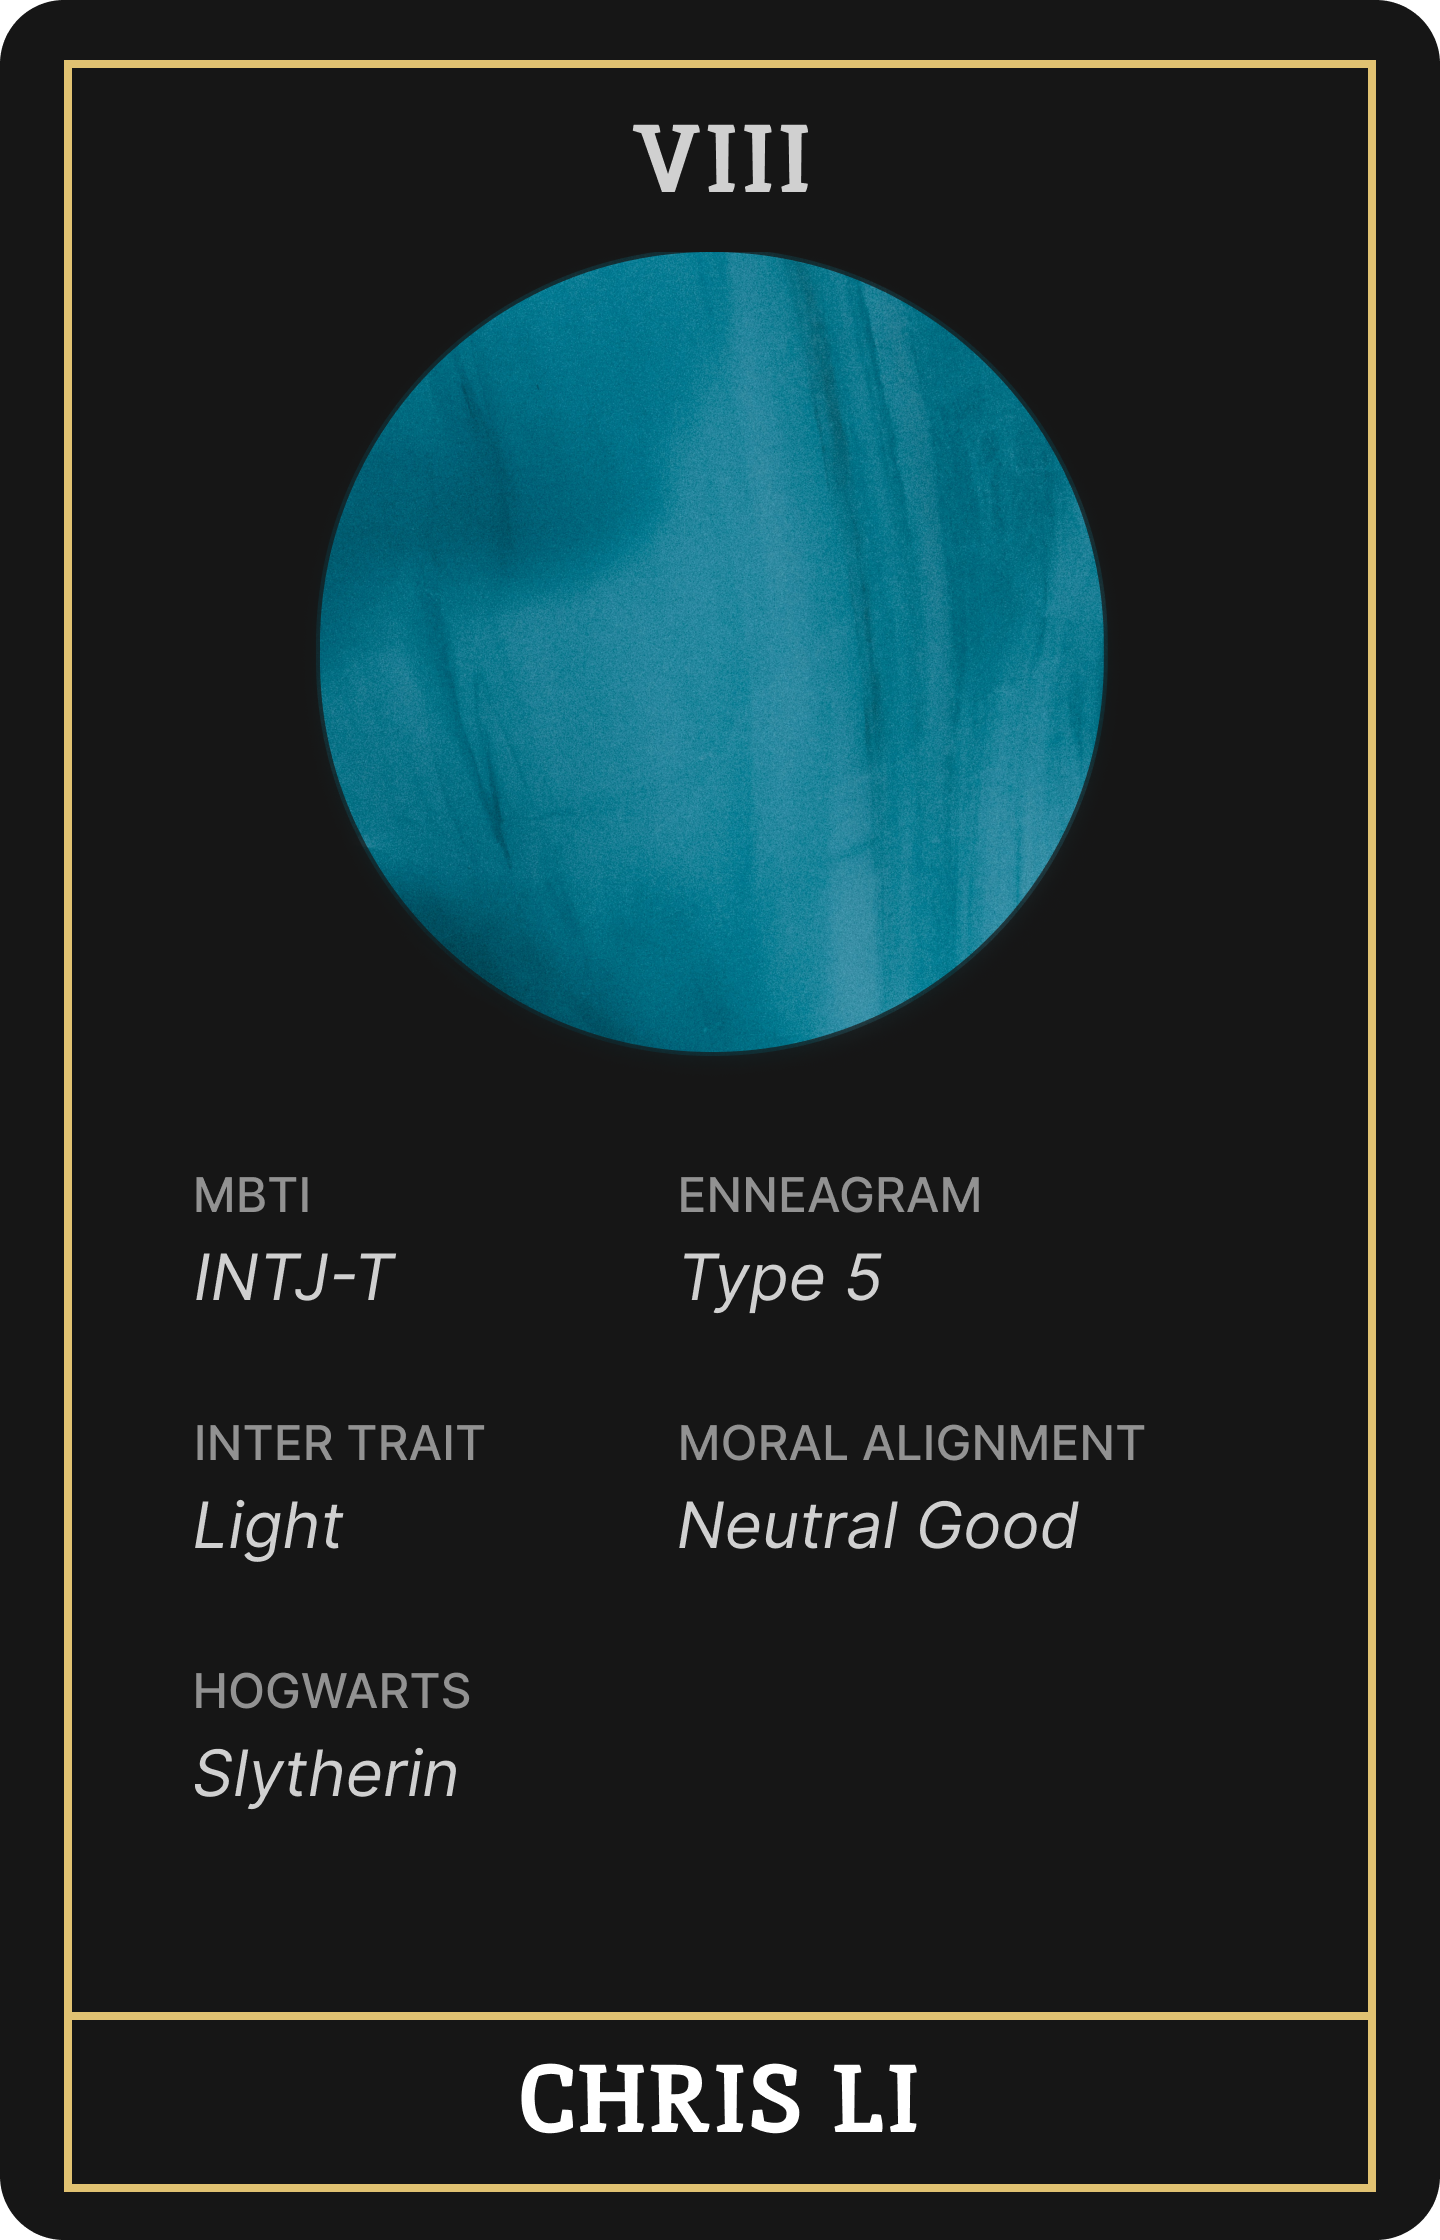 VIII
MBTI
INTJ-T
ENNEAGRAM
Type 5
INTER TRAIT
Light
MORAL ALIGNMENT
Neutral Good
HOGWARTS
Slytherin
CHRIS LI